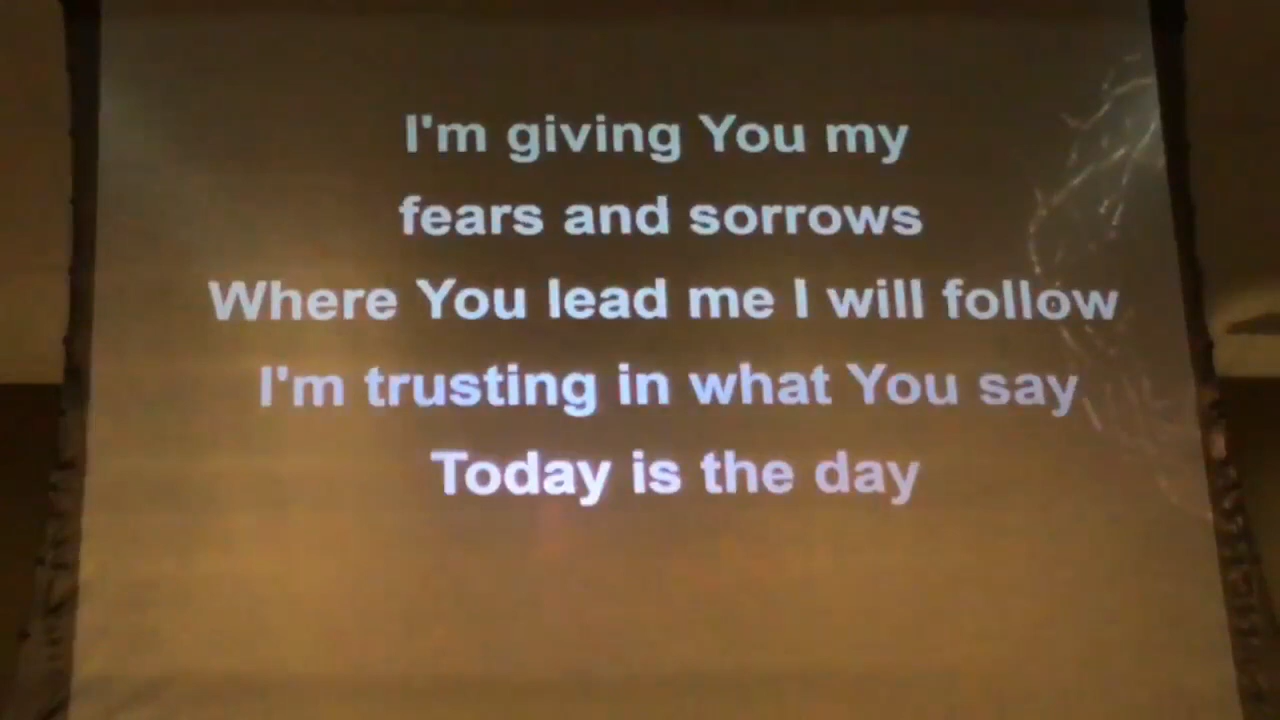 I'm giving You my
fears and sorrows
Where You lead me I will follow
I'm trusting in what You say
Today is the day